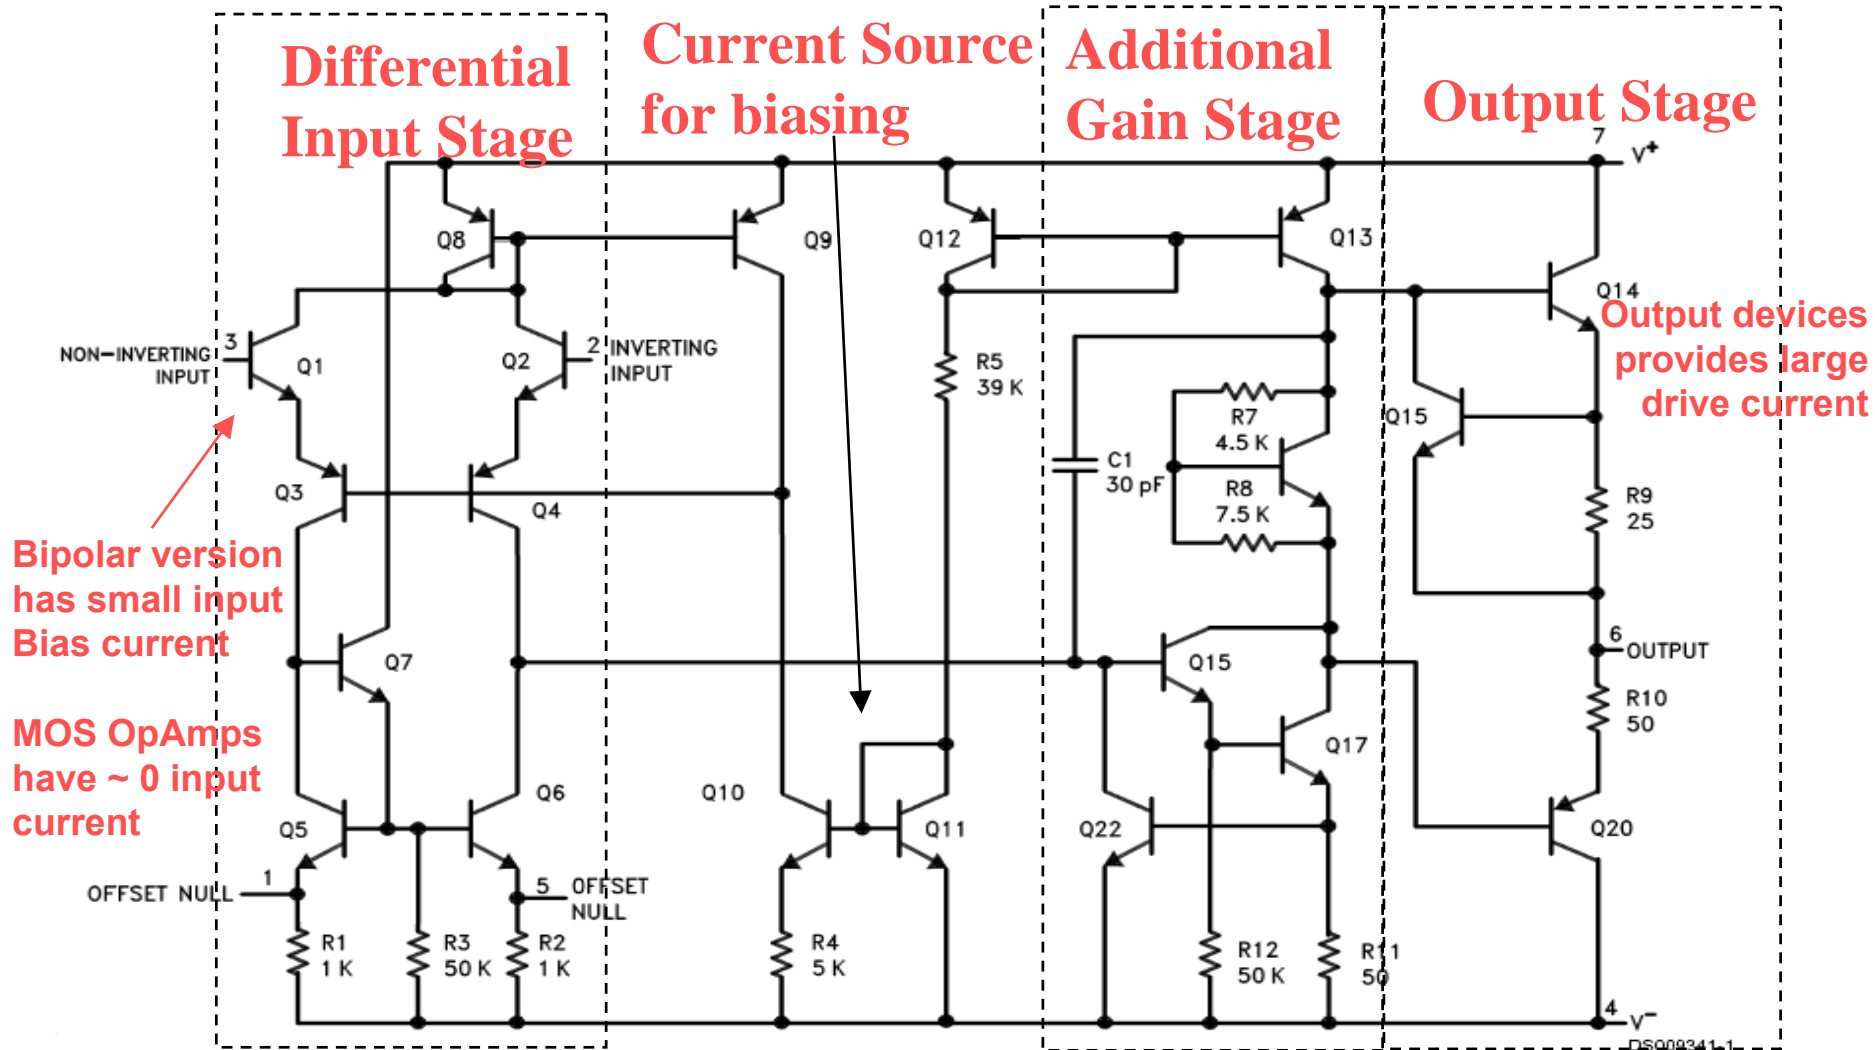 Differential
Input Stage
Current Source
for biasing
Additional
Gain Stage
Output Stage
7
V+
Q8
Q9
Q12
Q13
Q14
Output devices
provides large
drive current
3
NON-INVERTING
INPUT
Q1
Q2
2 INVERTING
INPUT
R5
39 K
R7
4.5 K
Q15
C1
30 pF
R8
7.5 K
Q3
Q4
R9
25
Bipolar version
has small input
Bias current
Q7
Q15
6
OUTPUT
R10
50
MOS OpAmps
have ~ 0 input
current
Q17
Q5
Q6
Q10
Q11
Q22
Q20
OFFSET NULL
1
5 OFFSET
NULL
R1
1 K
R3
50 K
R2
1 K
R4
5 K
R12
50 K
R11
50
4
V-
DS009341-1